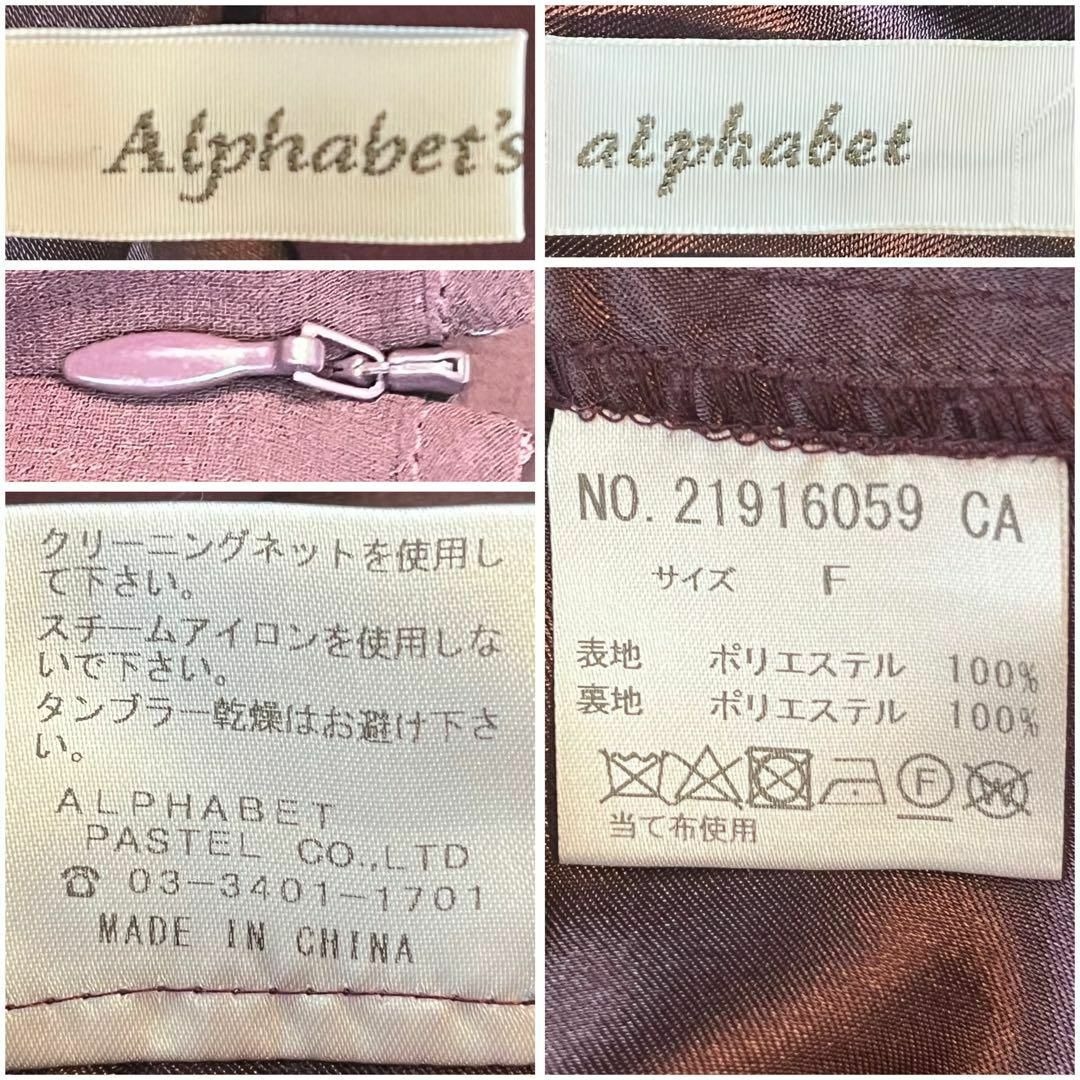 Alphabet's
alphabet
クリーニングネットを使用し
て下さい。
スチームアイロンを使用しな
いで下さい。
タンブラー乾燥はお避け下さ
い。
ALPHABET
PASTEL CO.,LTD
☎ 03-3401-1701
MADE IN CHINA
NO. 21916059 CA
サイズ F
表地 ポリエステル 100%
裏地 ポリエステル 100%
F W
当て布使用